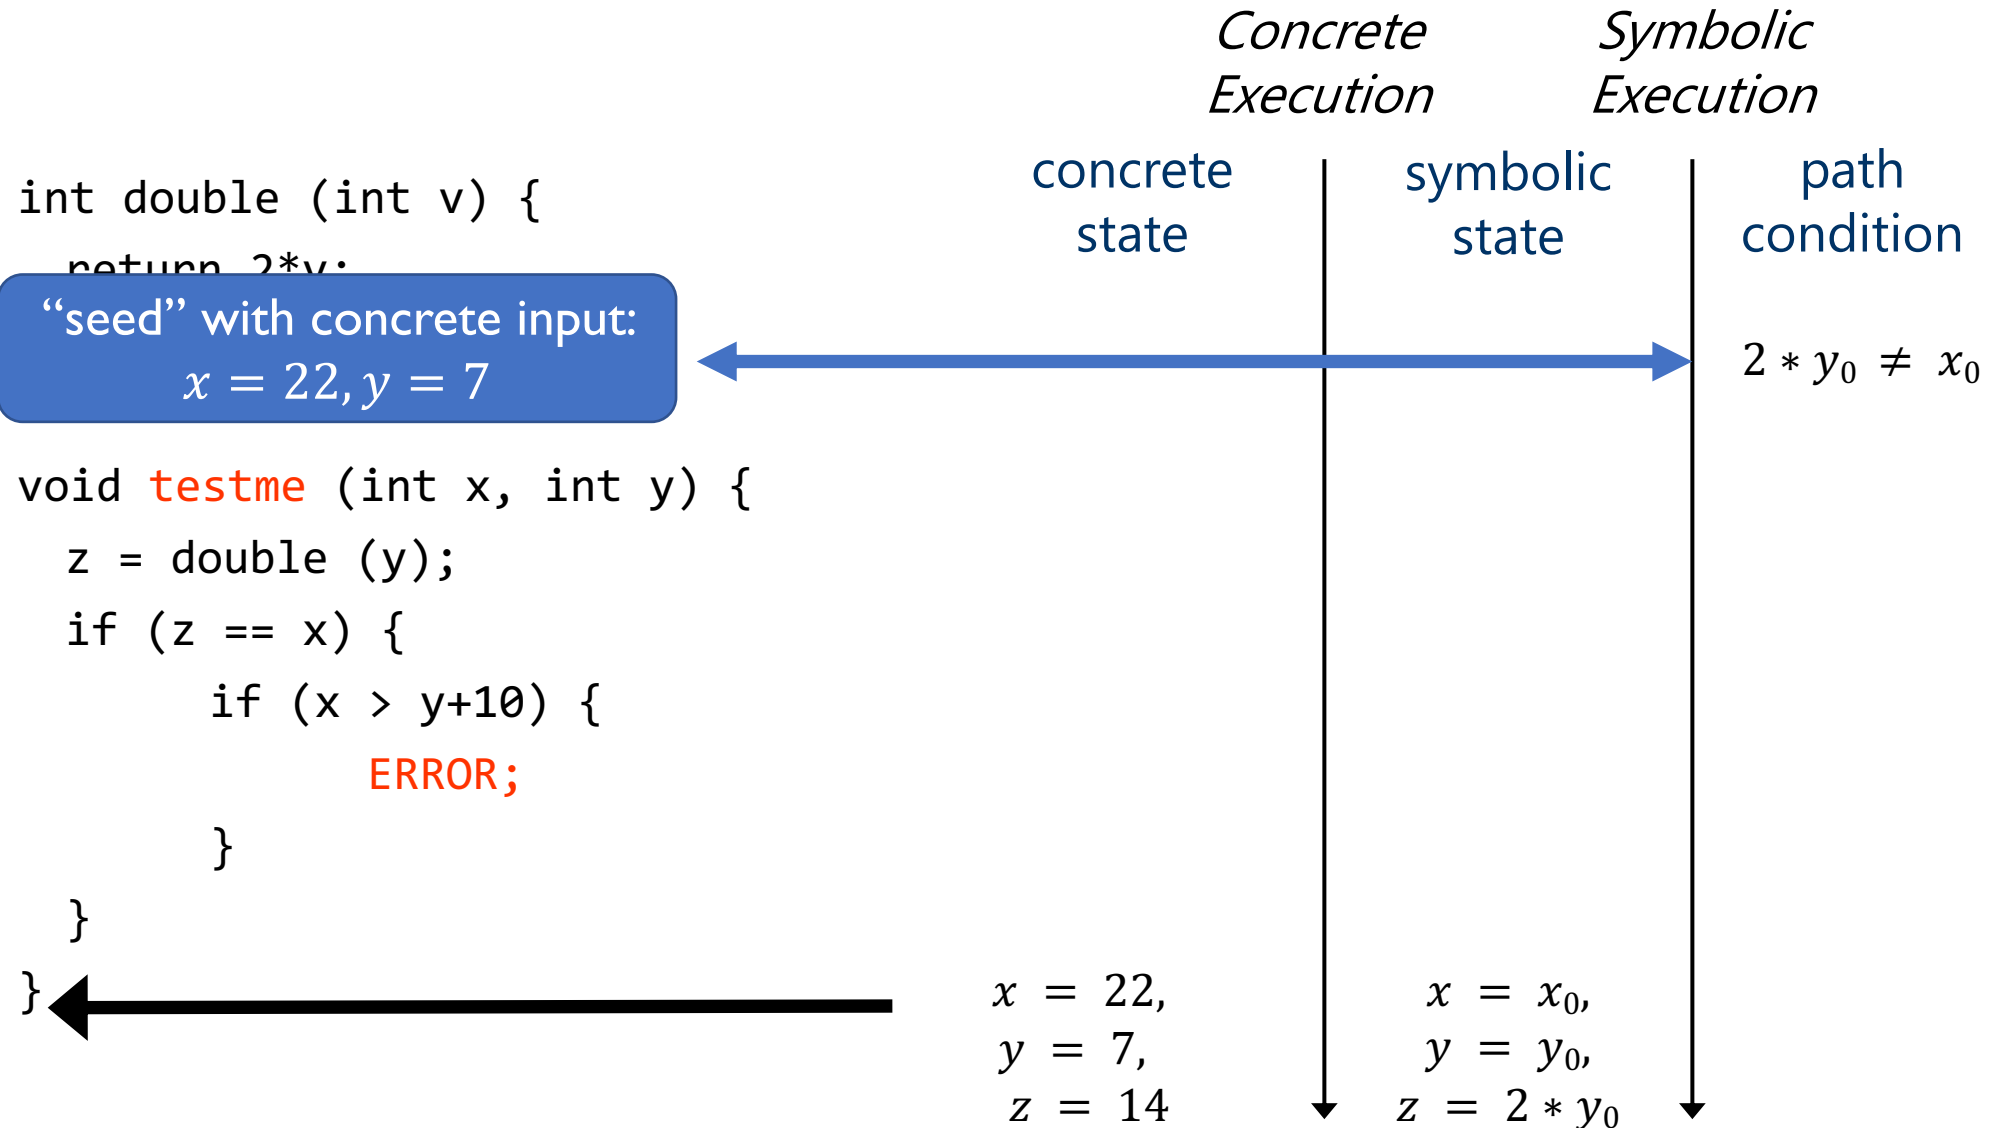 Concrete Execution
Symbolic Execution
concrete state
symbolic state
path condition
int double (int v) {
return 2*v;
“seed” with concrete input:
x = 22, y = 7
2 * y₀ ≠ x₀
void testme (int x, int y) {
z = double (y);
if (z == x) {
if (x > y+10) {
ERROR;
}
}
}
x = 22,
y = 7,
z = 14
x = x₀,
y = y₀,
z = 2 * y₀